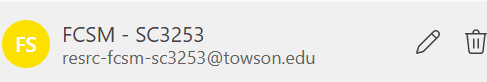 FS
FCSM - SC3253
resrc-fcsm-sc3253@towson.edu